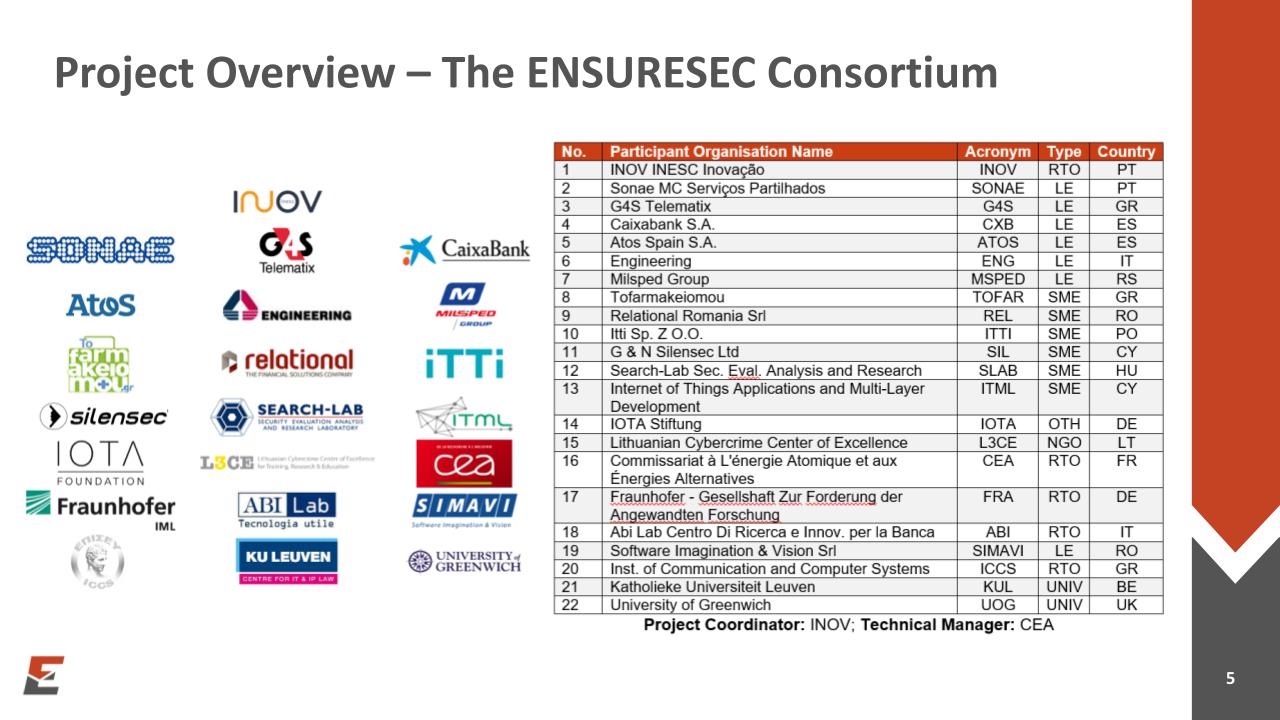 Project Overview – The ENSURESEC Consortium
INOV
SONAE
G4S
Telematix
CaixaBank
Atos
ENGINEERING
MILSPED
GROUP
To
farm
akeio
mou
.gr
relational
THE FINANCIAL SOLUTIONS COMPANY
iTTi
silensec
SEARCH-LAB
SECURITY EVALUATION ANALYSIS
AND RESEARCH LABORATORY
ITML
IOTA
FOUNDATION
L3CE
Lithuanian Cybercrime Center of Excellence
for Training, Research & Education
DE LA RECHERCHE À L'INDUSTRIE
cea
Fraunhofer
IML
ABI Lab
Tecnologia utile
SIMAVI
Software Imagination & Vision
ΕΠΙΣΕΥ
ICCS
KU LEUVEN
CENTRE FOR IT & IP LAW
UNIVERSITY of
GREENWICH
No. Participant Organisation Name Acronym Type Country
1 INOV INESC Inovação INOV RTO PT
2 Sonae MC Serviços Partilhados SONAE LE PT
3 G4S Telematix G4S LE GR
4 Caixabank S.A. CXB LE ES
5 Atos Spain S.A. ATOS LE ES
6 Engineering ENG LE IT
7 Milsped Group MSPED LE RS
8 Tofarmakeiomou TOFAR SME GR
9 Relational Romania Srl REL SME RO
10 Itti Sp. Z O.O. ITTI SME PO
11 G & N Silensec Ltd SIL SME CY
12 Search-Lab Sec. Eval. Analysis and Research SLAB SME HU
13 Internet of Things Applications and Multi-Layer ITML SME CY
Development
14 IOTA Stiftung IOTA OTH DE
15 Lithuanian Cybercrime Center of Excellence L3CE NGO LT
16 Commissariat à L'énergie Atomique et aux CEA RTO FR
Énergies Alternatives
17 Fraunhofer - Gesellshaft Zur Forderung der FRA RTO DE
Angewandten Forschung
18 Abi Lab Centro Di Ricerca e Innov. per la Banca ABI RTO IT
19 Software Imagination & Vision Srl SIMAVI LE RO
20 Inst. of Communication and Computer Systems ICCS RTO GR
21 Katholieke Universiteit Leuven KUL UNIV BE
22 University of Greenwich UOG UNIV UK
Project Coordinator: INOV; Technical Manager: CEA
5